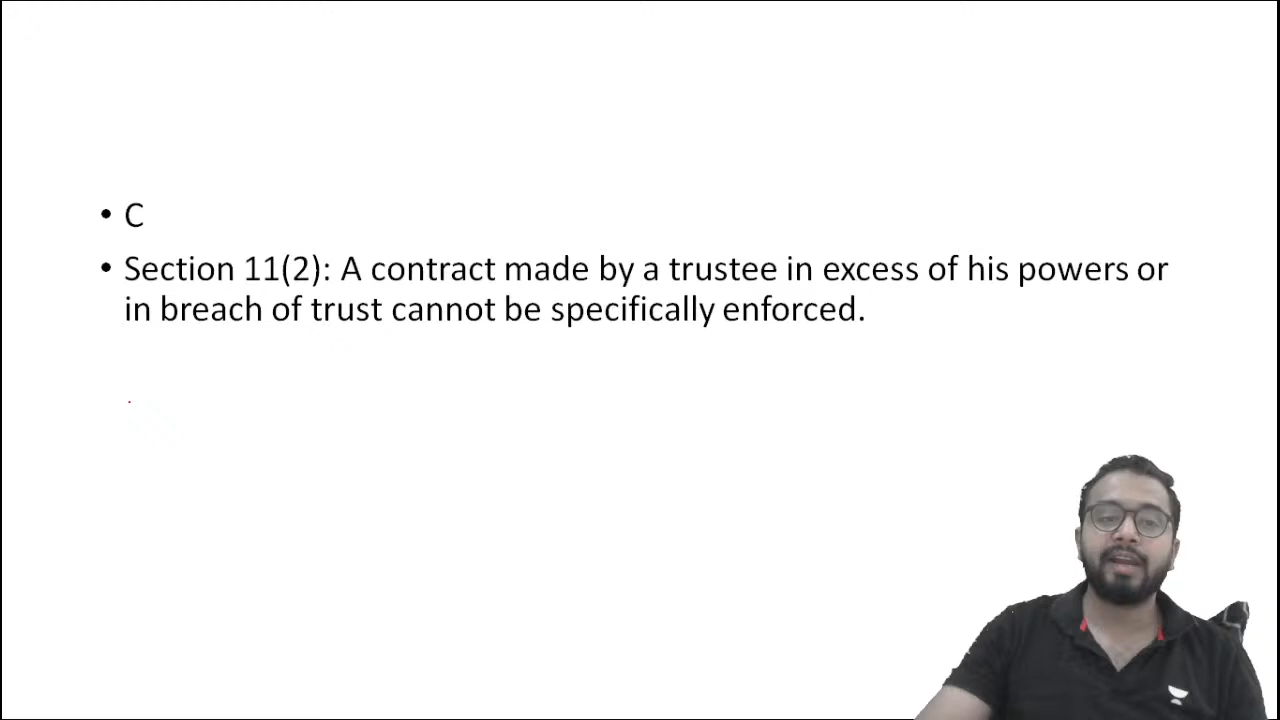 • C
• Section 11(2): A contract made by a trustee in excess of his powers or
in breach of trust cannot be specifically enforced.